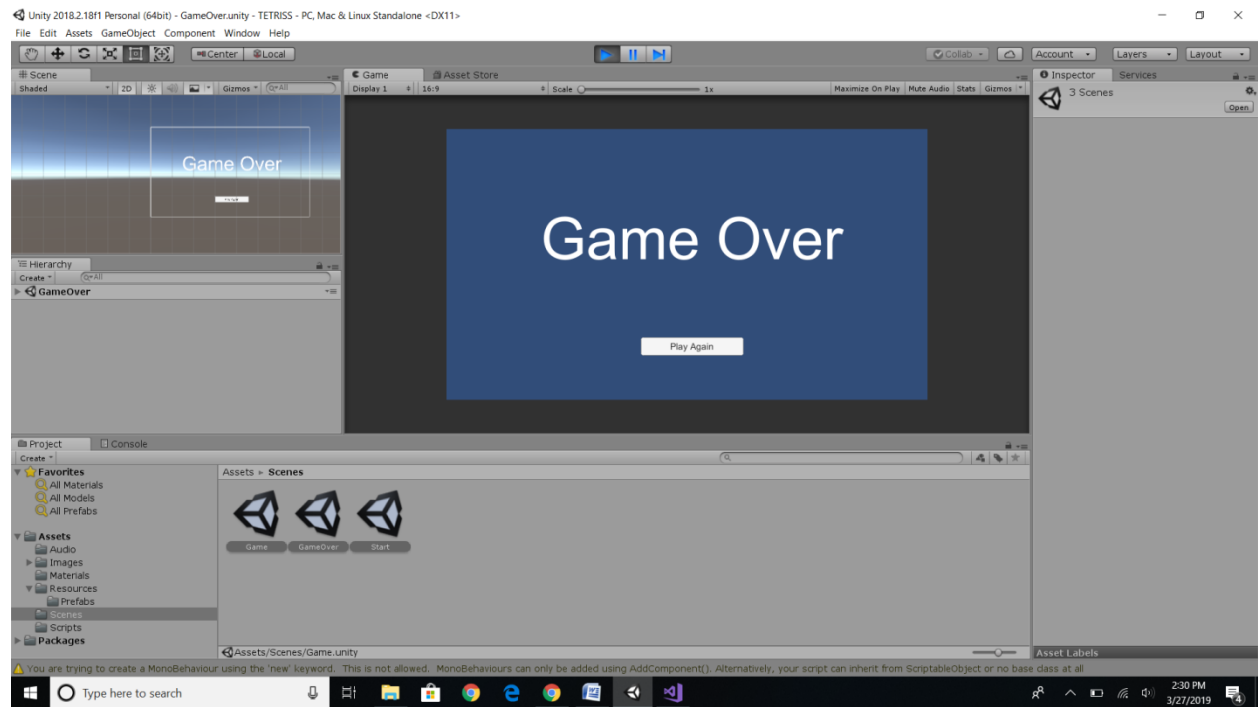 Unity 2018.2.18f1 Personal (64bit) - GameOver.unity - TETRISS - PC, Mac & Linux Standalone <DX11>
File Edit Assets GameObject Component Window Help
Center Local Collab Account Layers Layout
Scene Game Asset Store Inspector Services
Shaded 2D Gizmos Q▾All Display 1 16:9 Scale 1x Maximize On Play Mute Audio Stats Gizmos
3 Scenes
Open
Game Over
Game Over
Play Again
Hierarchy
Create Q▾All
GameOver
Project Console
Create
Favorites
All Materials
All Models
All Prefabs
Assets
Audio
Images
Materials
Resources
Prefabs
Scenes
Scripts
Packages
Assets ▸ Scenes
Game GameOver Start
Assets/Scenes/Game.unity
You are trying to create a MonoBehaviour using the 'new' keyword. This is not allowed. MonoBehaviours can only be added using AddComponent(). Alternatively, your script can inherit from ScriptableObject or no base class at all
Asset Labels
Type here to search
2:30 PM
3/27/2019
4